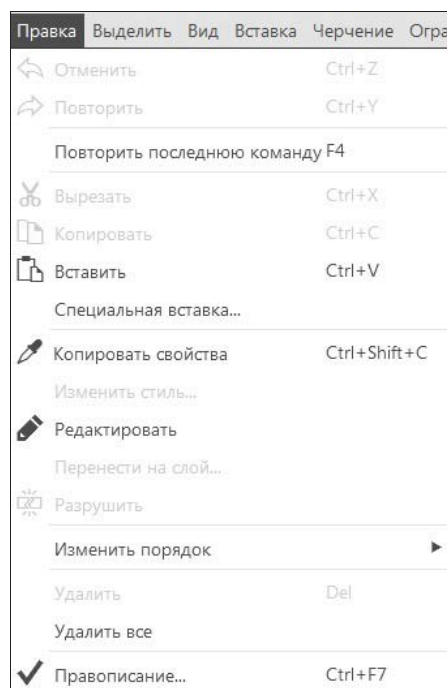 Правка Выделить Вид Вставка Черчение Огра
Отменить Ctrl+Z
Повторить Ctrl+Y
Повторить последнюю команду F4
Вырезать Ctrl+X
Копировать Ctrl+C
Вставить Ctrl+V
Специальная вставка...
Копировать свойства Ctrl+Shift+C
Изменить стиль...
Редактировать
Перенести на слой...
Разрушить
Изменить порядок
Удалить Del
Удалить все
Правописание... Ctrl+F7